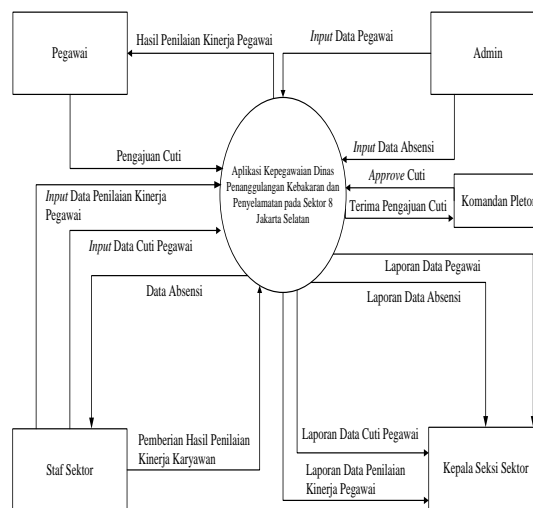 Hasil Penilaian Kinerja Pegawai
Input Data Pegawai
Pegawai
Admin
Pengajuan Cuti
Input Data Absensi
Aplikasi Kepegawaian Dinas
Penanggulangan Kebakaran dan
Penyelamatan pada Sektor 8
Jakarta Selatan
Approve Cuti
Komandan Pleton
Terima Pengajuan Cuti
Input Data Penilaian Kinerja
Pegawai
Input Data Cuti Pegawai
Laporan Data Pegawai
Data Absensi
Laporan Data Absensi
Pemberian Hasil Penilaian
Kinerja Karyawan
Laporan Data Cuti Pegawai
Staf Sektor
Laporan Data Penilaian
Kinerja Pegawai
Kepala Seksi Sektor